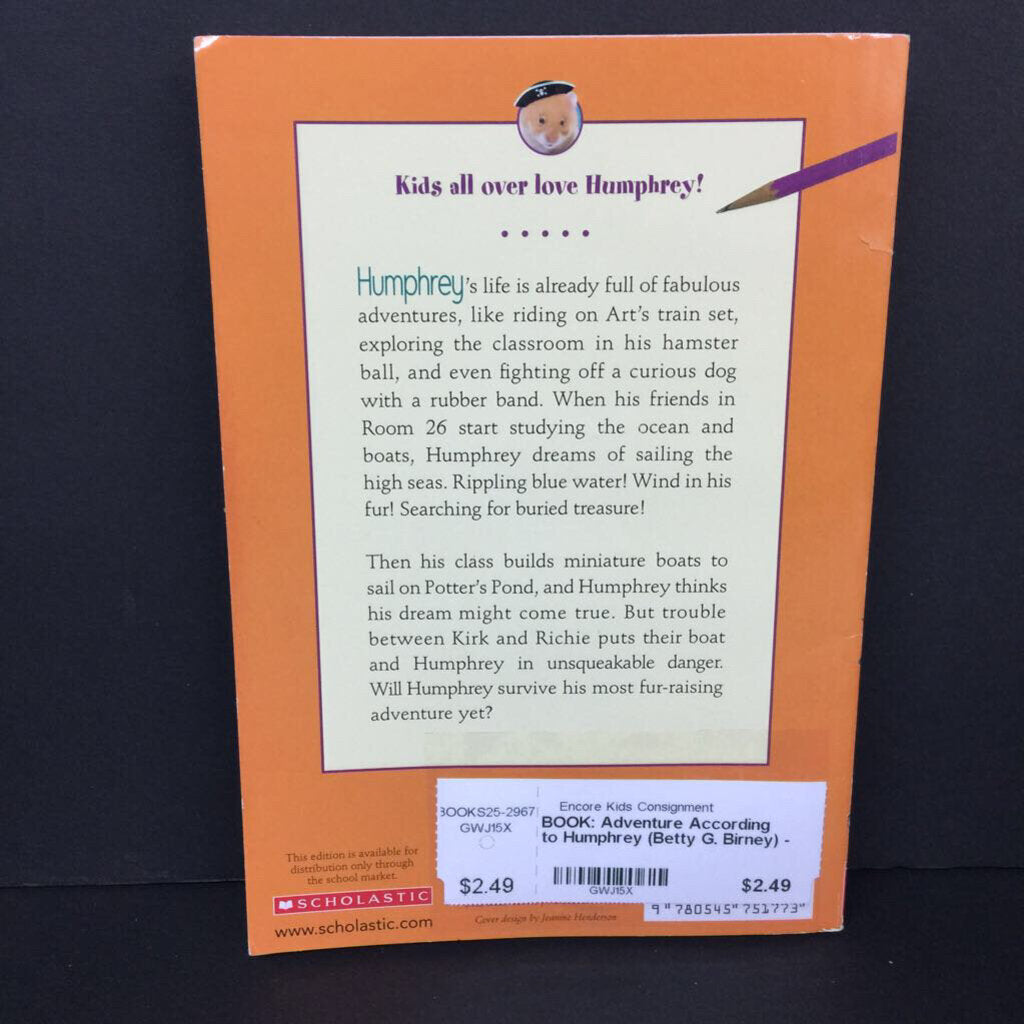 Kids all over love Humphrey!
Humphrey's life is already full of fabulous
adventures, like riding on Art's train set,
exploring the classroom in his hamster
ball, and even fighting off a curious dog
with a rubber band. When his friends in
Room 26 start studying the ocean and
boats, Humphrey dreams of sailing the
high seas. Rippling blue water! Wind in his
fur! Searching for buried treasure!
Then his class builds miniature boats to
sail on Potter's Pond, and Humphrey thinks
his dream might come true. But trouble
between Kirk and Richie puts their boat
and Humphrey in unsqueakable danger.
Will Humphrey survive his most fur-raising
adventure yet?
This edition is available for
distribution only through
the school market.
SCHOLASTIC
www.scholastic.com
Cover design by Jeanine Henderson
BOOKS25-2967
GWJ15X
$2.49
Encore Kids Consignment
BOOK: Adventure According
to Humphrey (Betty G. Birney) -
GWJ15X
$2.49
9 780545 751773